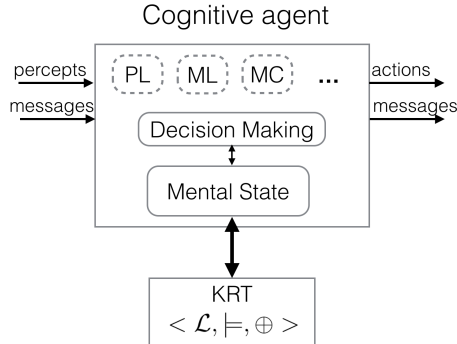 Cognitive agent
percepts
PL ML MC ...
actions
messages
messages
Decision Making
Mental State
KRT
< ℒ, ⊨, ⊕ >